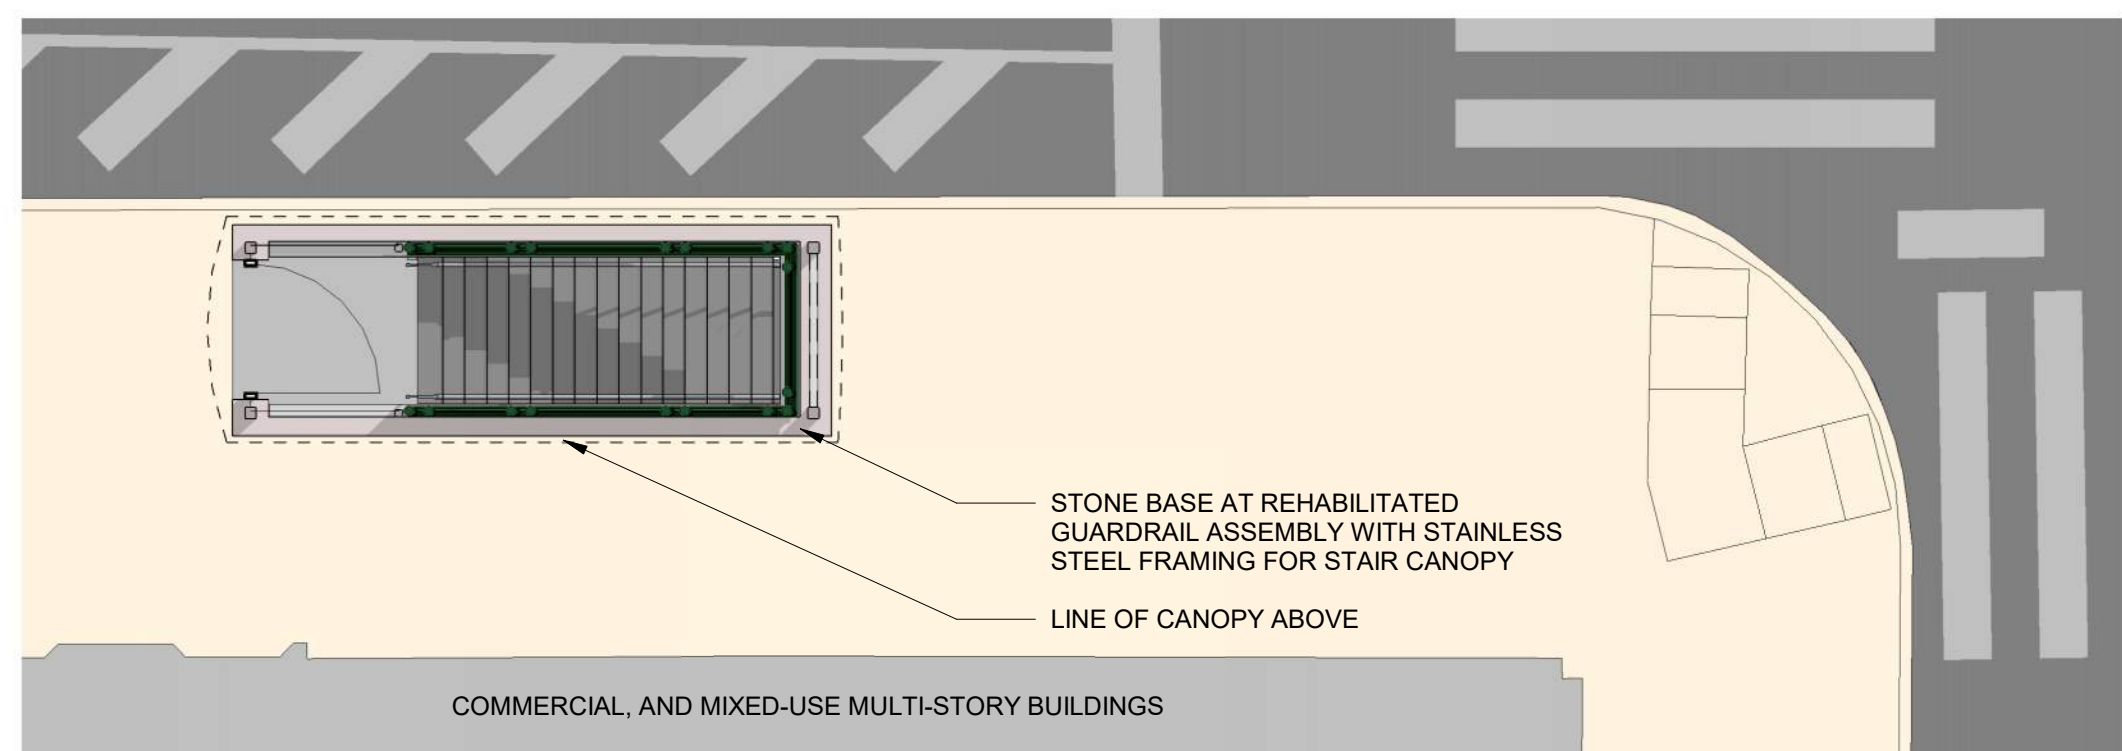 STONE BASE AT REHABILITATED
GUARDRAIL ASSEMBLY WITH STAINLESS
STEEL FRAMING FOR STAIR CANOPY
LINE OF CANOPY ABOVE
COMMERCIAL, AND MIXED-USE MULTI-STORY BUILDINGS